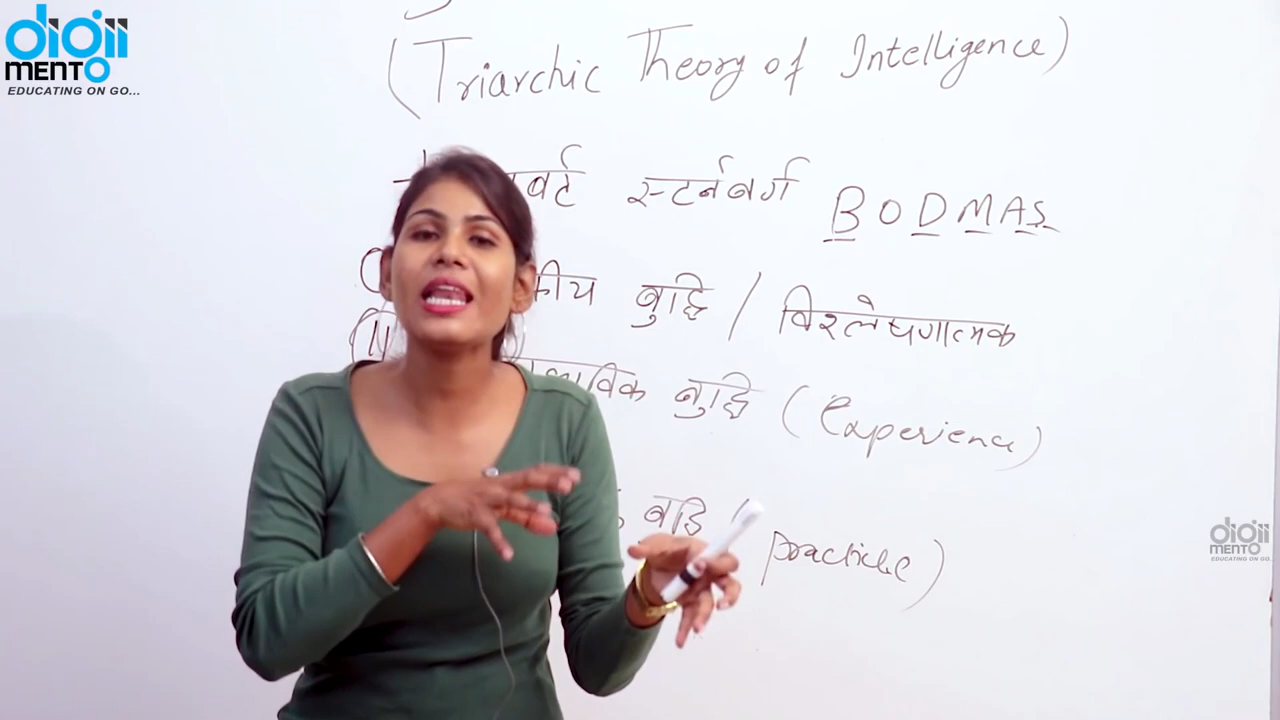 digii
MENTO
EDUCATING ON GO...
(Triarchic Theory of Intelligence)
स्टर्नबर्ग BODMAS
बुद्धि / विश्लेषणात्मक
बुद्धि (Experience)
(practicle)
digii
MENTO
EDUCATING ON GO...